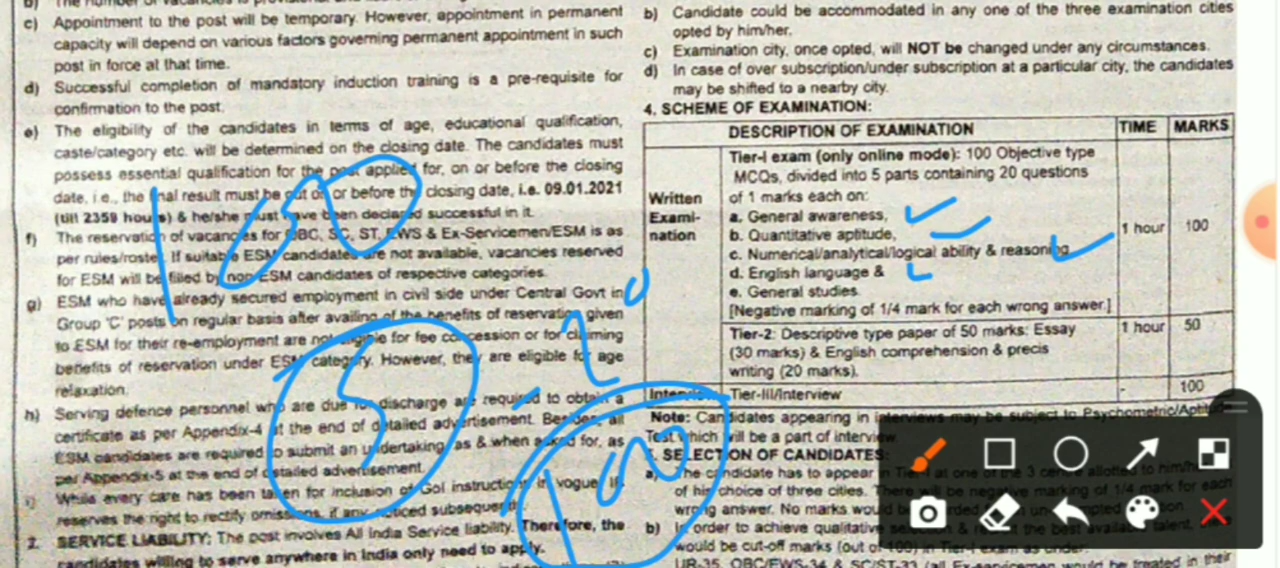 b) The number of vacancies is provisional and
c) Appointment to the post will be temporary. However, appointment in permanent
capacity will depend on various factors governing permanent appointment in such
post in force at that time.
d) Successful completion of mandatory induction training is a pre-requisite for
confirmation to the post.
e) The eligibility of the candidates in terms of age, educational qualification,
caste/category etc. will be determined on the closing date. The candidates must
possess essential qualification for the post applied for, on or before the closing
date, i.e., the final result must be out on or before the closing date, i.e. 09.01.2021
(till 2359 hours) & he/she must have been declared successful in it.
f) The reservation of vacancies for OBC, SC, ST, EWS & Ex-Servicemen/ESM is as
per rules/roster. If suitable ESM candidates are not available, vacancies reserved
for ESM will be filled by non ESM candidates of respective categories.
g) ESM who have already secured employment in civil side under Central Govt in
Group 'C' posts on regular basis after availing of the benefits of reservation given
to ESM for their re-employment are not eligible for fee concession or for claiming
benefits of reservation under ESM category. However, they are eligible for age
relaxation.
h) Serving defence personnel who are due for discharge are required to obtain a
certificate as per Appendix-4 at the end of detailed advertisement. Besides, all
ESM candidates are required to submit an undertaking as & when asked for, as
per Appendix-5 at the end of detailed advertisement.
i) While every care has been taken for inclusion of GoI instructions in vogue, IB
reserves the right to rectify omissions, if any, noticed subsequently.
2. SERVICE LIABILITY: The post involves All India Service liability. Therefore, the
candidates willing to serve anywhere in India only need to apply.
b) Candidate could be accommodated in any one of the three examination cities
opted by him/her.
c) Examination city, once opted, will NOT be changed under any circumstances.
d) In case of over subscription/under subscription at a particular city, the candidates
may be shifted to a nearby city.
4. SCHEME OF EXAMINATION:
DESCRIPTION OF EXAMINATION TIME MARKS
Written Exami-nation
Tier-I exam (only online mode): 100 Objective type
MCQs, divided into 5 parts containing 20 questions
of 1 marks each on:
a. General awareness,
b. Quantitative aptitude,
c. Numerical/analytical/logical ability & reasoning
d. English language &
e. General studies.
[Negative marking of 1/4 mark for each wrong answer.]
1 hour 100
Tier-2: Descriptive type paper of 50 marks: Essay
(30 marks) & English comprehension & precis
writing (20 marks).
1 hour 50
Interview Tier-III/Interview - 100
Note: Candidates appearing in interviews may be subject to Psychometric/Aptitude
Test which will be a part of interview.
5. SELECTION OF CANDIDATES:
a) The candidate has to appear in Tier-I at one of the 3 centre allotted to him/her
of his choice of three cities. There will be negative marking of 1/4 mark for each
wrong answer. No marks would be
b) In order to achieve qualitative selection & the best available talent,
would be cut-off marks (out of 100) in Tier-I exam as under:
UR-35, OBC/EWS-34 & SC/ST-33 (all Ex-servicemen would be treated in their